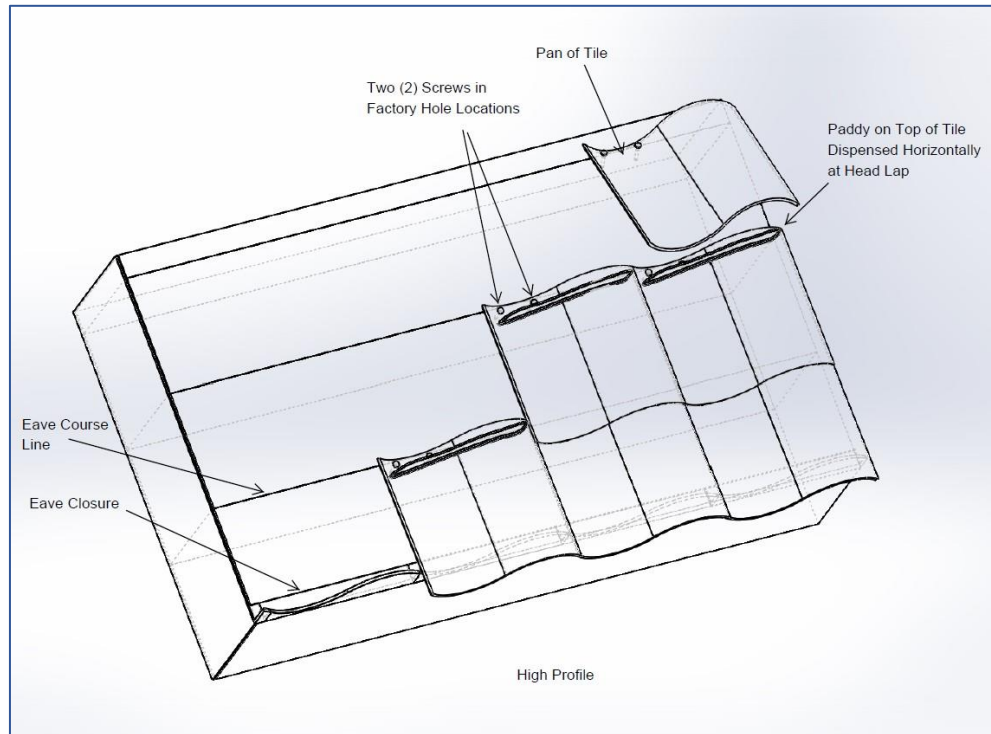 Pan of Tile
Two (2) Screws in
Factory Hole Locations
Paddy on Top of Tile
Dispensed Horizontally
at Head Lap
Eave Course
Line
Eave Closure
High Profile